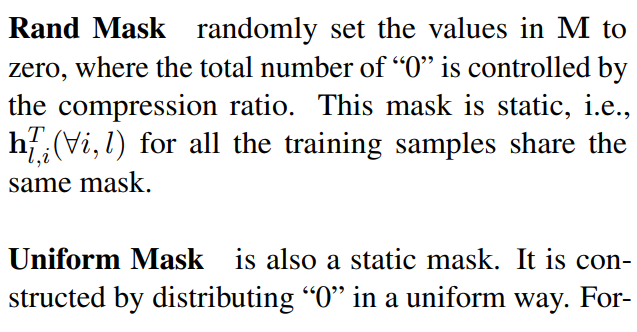 Rand Mask randomly set the values in M to
zero, where the total number of “0” is controlled by
the compression ratio. This mask is static, i.e.,
$\mathbf{h}_{l,i}^{T}(\forall i, l)$ for all the training samples share the
same mask.
Uniform Mask is also a static mask. It is con-
structed by distributing “0” in a uniform way. For-